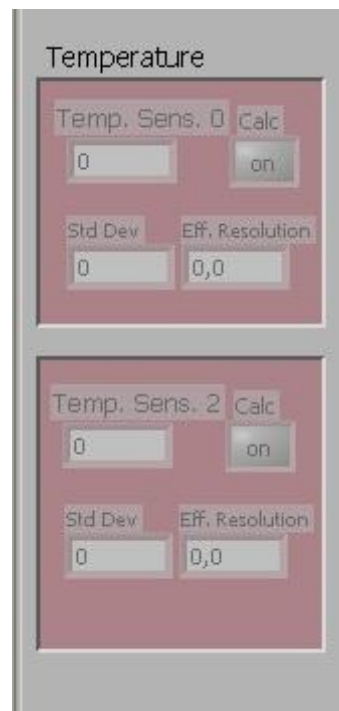 Temperature
Temp. Sens. 0 Calc
0 on
Std Dev Eff. Resolution
0 0,0
Temp. Sens. 2 Calc
0 on
Std Dev Eff. Resolution
0 0,0